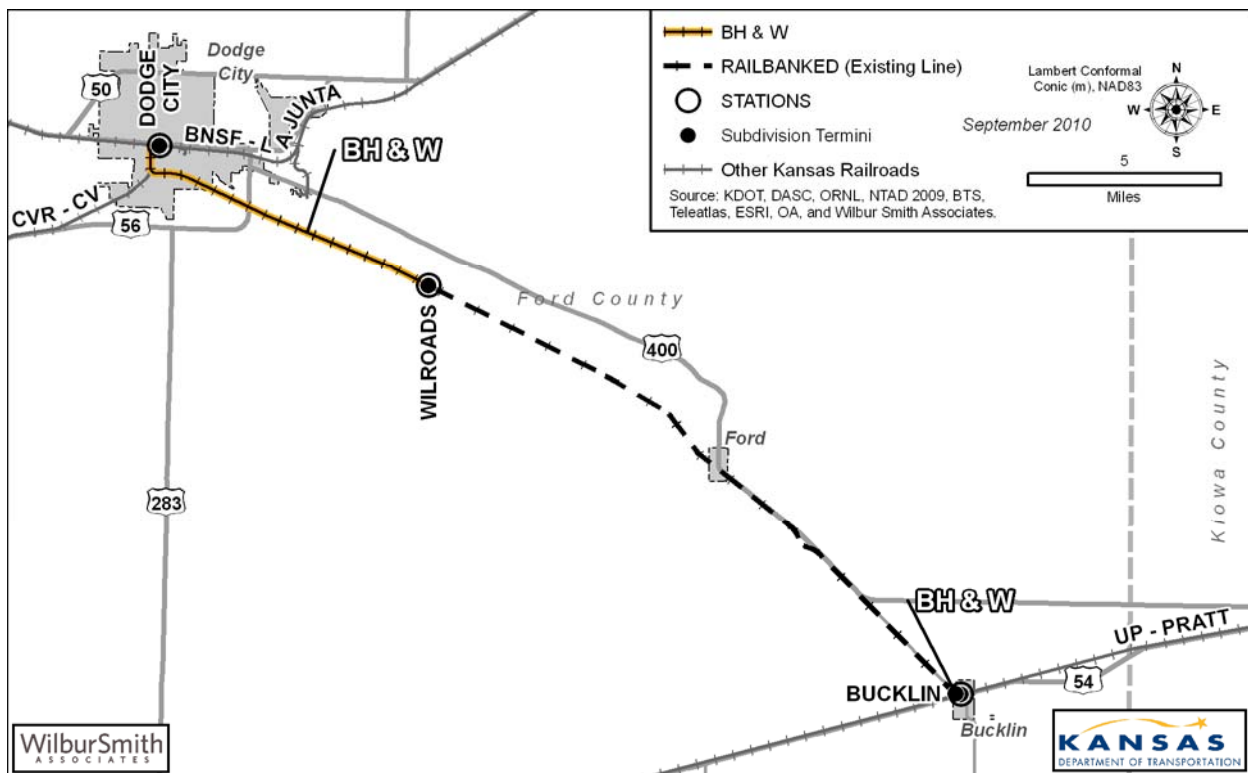 Dodge
City
DODGE
CITY
50
BNSF - LA JUNTA
BH & W
CVR - CV
56
WILROADS
Ford County
400
283
Ford
Kiowa County
BH & W
UP - PRATT
BUCKLIN
54
Bucklin
BH & W
RAILBANKED (Existing Line)
STATIONS
Subdivision Termini
Other Kansas Railroads
Source: KDOT, DASC, ORNL, NTAD 2009, BTS,
Teleatlas, ESRI, OA, and Wilbur Smith Associates.
Lambert Conformal
Conic (m), NAD83
September 2010
N
W
E
S
5
Miles
WilburSmith
ASSOCIATES
KANSAS
DEPARTMENT OF TRANSPORTATION